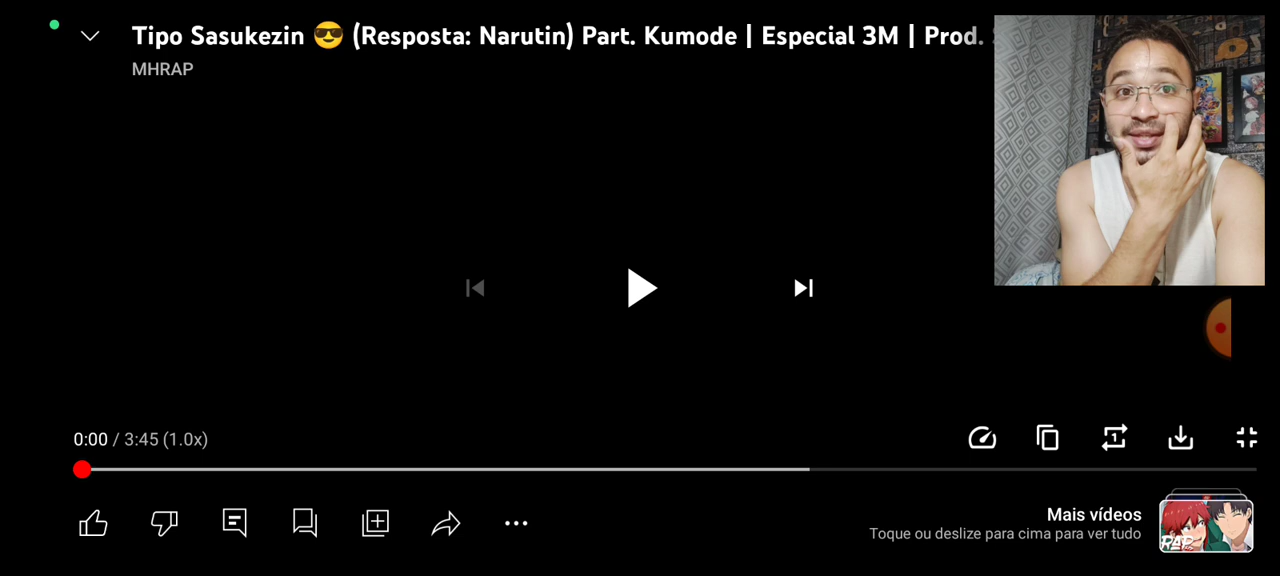 Tipo Sasukezin 😎 (Resposta: Narutin) Part. Kumode | Especial 3M | Prod.
MHRAP
0:00 / 3:45 (1.0x)
1
Mais vídeos
Toque ou deslize para cima para ver tudo
RAP